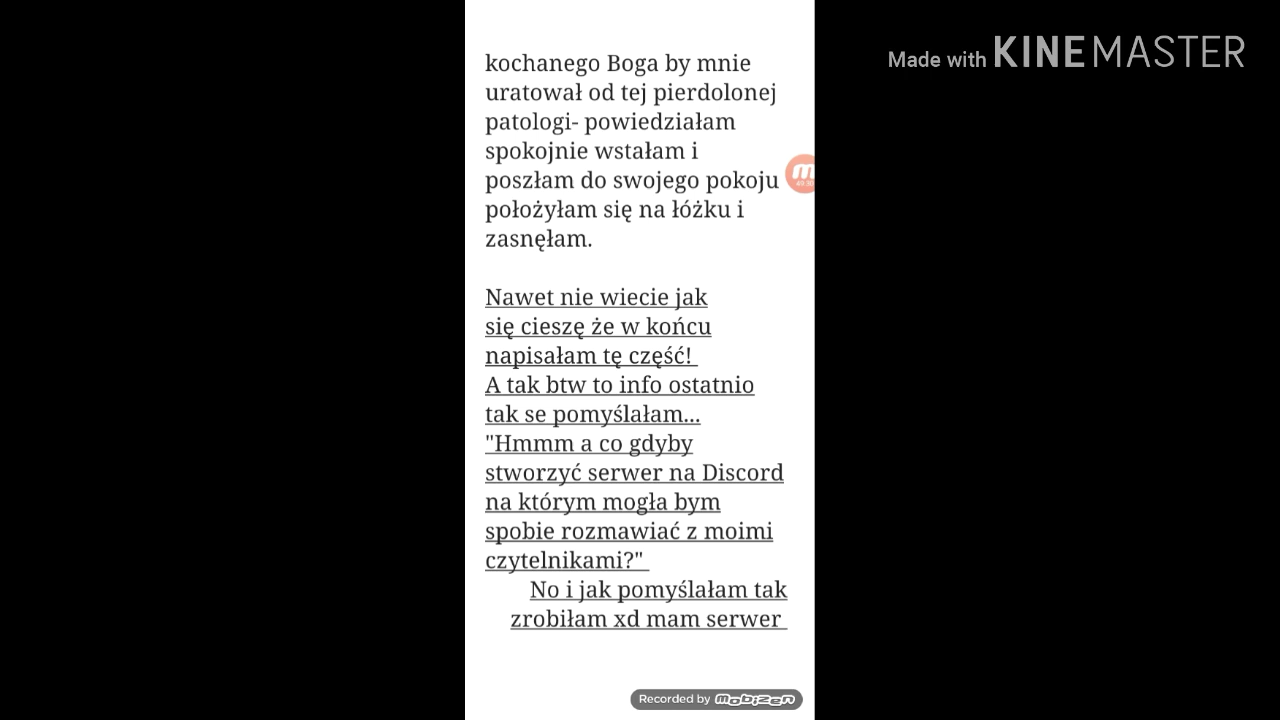 Made with KINEMASTER
kochanego Boga by mnie
uratował od tej pierdolonej
patologi- powiedziałam
spokojnie wstałam i
poszłam do swojego pokoju
położyłam się na łóżku i
zasnęłam.
Nawet nie wiecie jak
się cieszę że w końcu
napisałam tę część!
A tak btw to info ostatnio
tak se pomyślałam...
"Hmmm a co gdyby
stworzyć serwer na Discord
na którym mogła bym
spobie rozmawiać z moimi
czytelnikami?"
No i jak pomyślałam tak
zrobiłam xd mam serwer
Recorded by mobizen